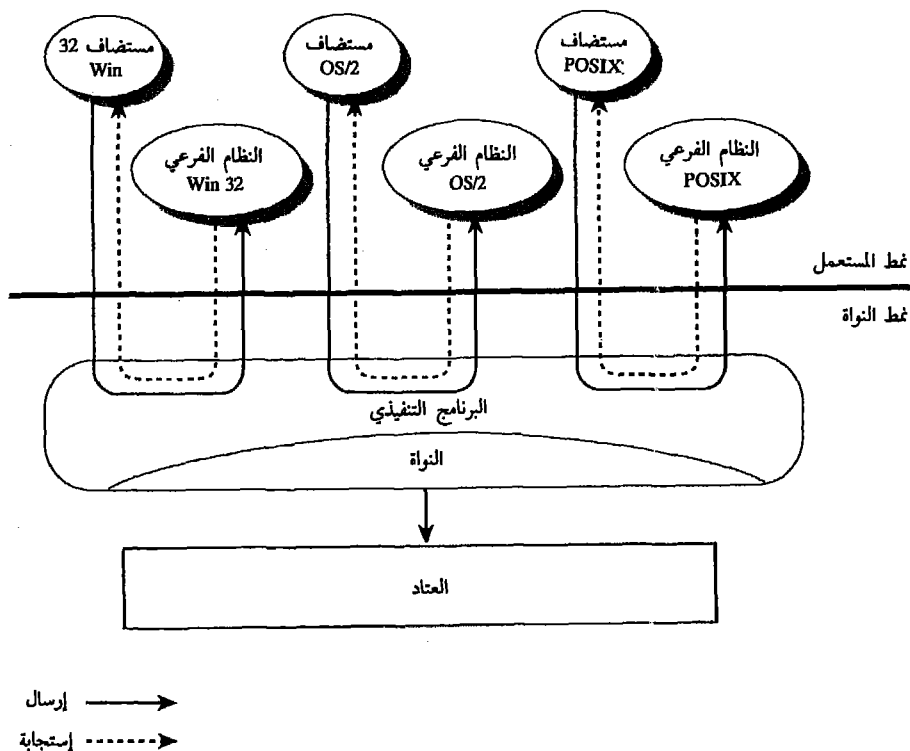 مستضاف 32
Win
مستضاف
OS/2
مستضاف
POSIX
النظام الفرعي
Win 32
النظام الفرعي
OS/2
النظام الفرعي
POSIX
نمط المستعمل
نمط النواة
البرنامج التنفيذي
النواة
العتاد
إرسال
إستجابة